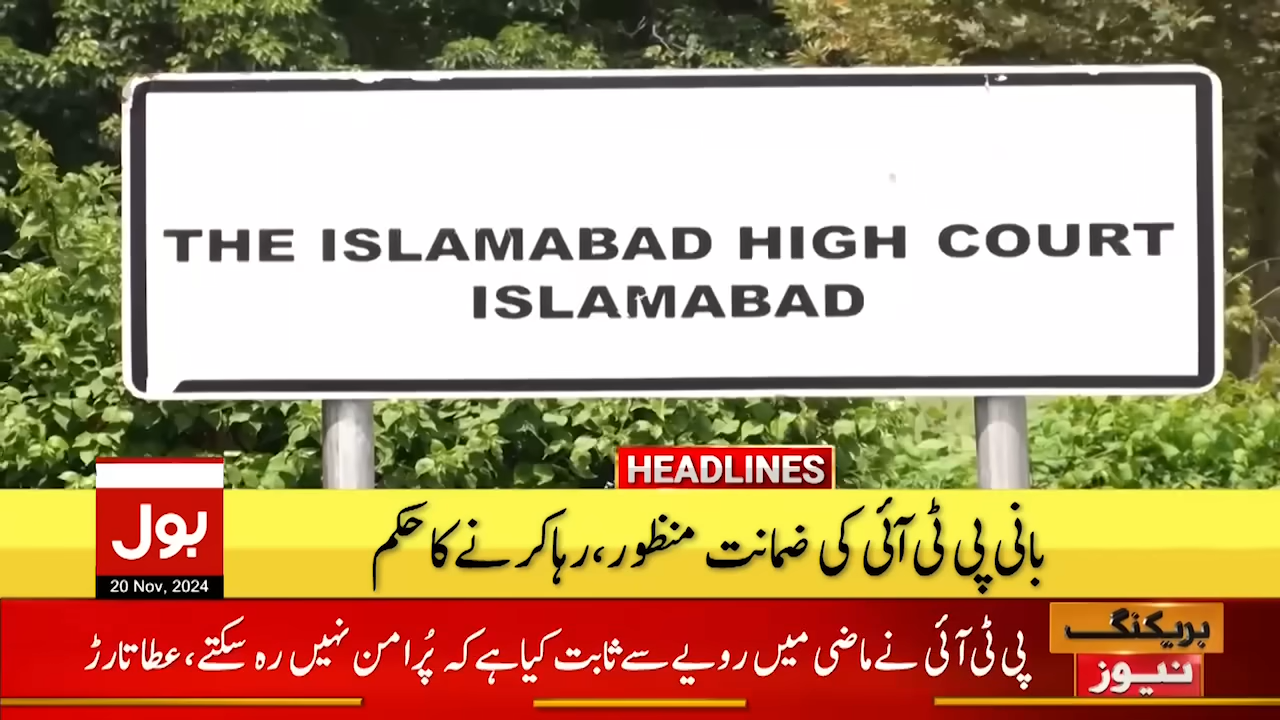 THE ISLAMABAD HIGH COURT
ISLAMABAD
HEADLINES
بانی پی ٹی آئی کی ضمانت منظور،رہا کرنے کا حکم
بول
20 Nov, 2024
بریکنگ
نیوز
پی ٹی آئی نے ماضی میں رویے سے ثابت کیا ہے کہ پُرامن نہیں رہ سکتے،عطا تارڑ